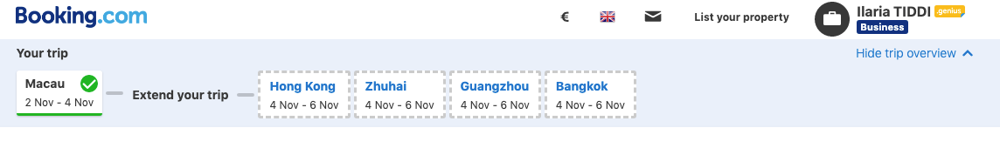 Booking.com
€
List your property
Ilaria TIDDI .genius
Business
Your trip
Hide trip overview
Macau
2 Nov - 4 Nov
Extend your trip
Hong Kong
4 Nov - 6 Nov
Zhuhai
4 Nov - 6 Nov
Guangzhou
4 Nov - 6 Nov
Bangkok
4 Nov - 6 Nov